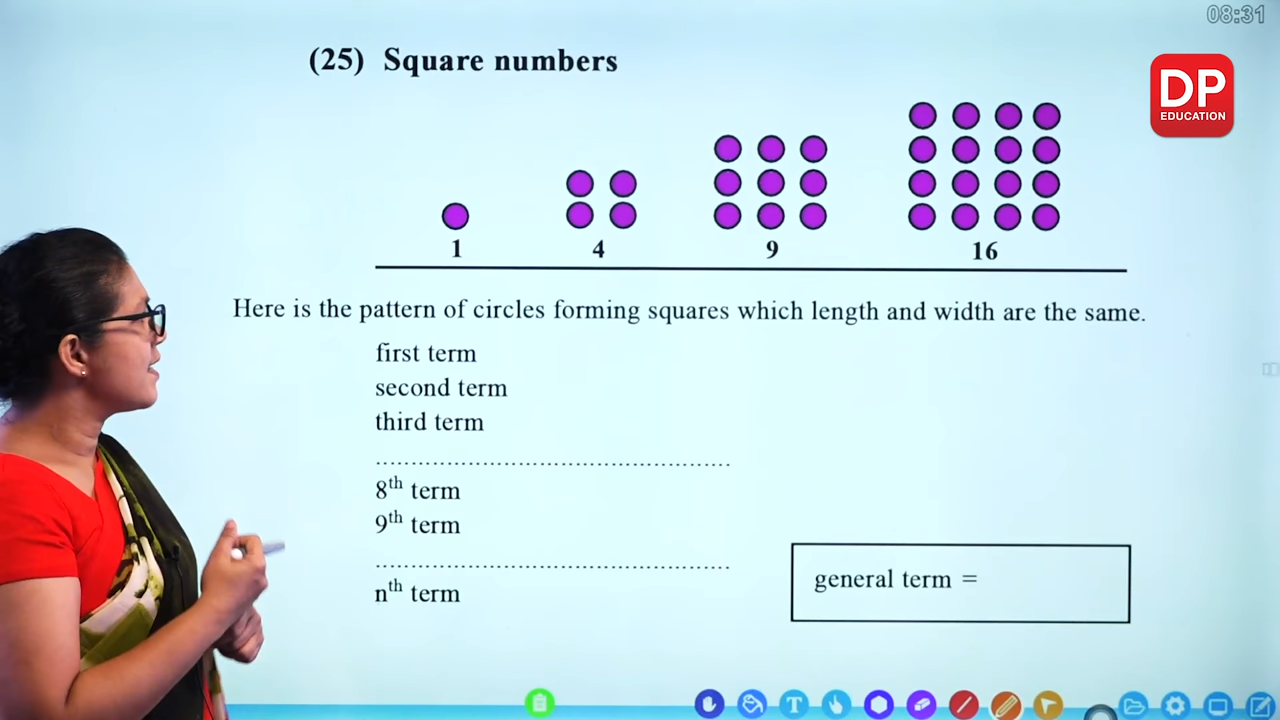 08:31
(25) Square numbers
DP
EDUCATION
1 4 9 16
Here is the pattern of circles forming squares which length and width are the same.
first term
second term
third term
........................................................
8th term
9th term
........................................................
nth term
general term =
T